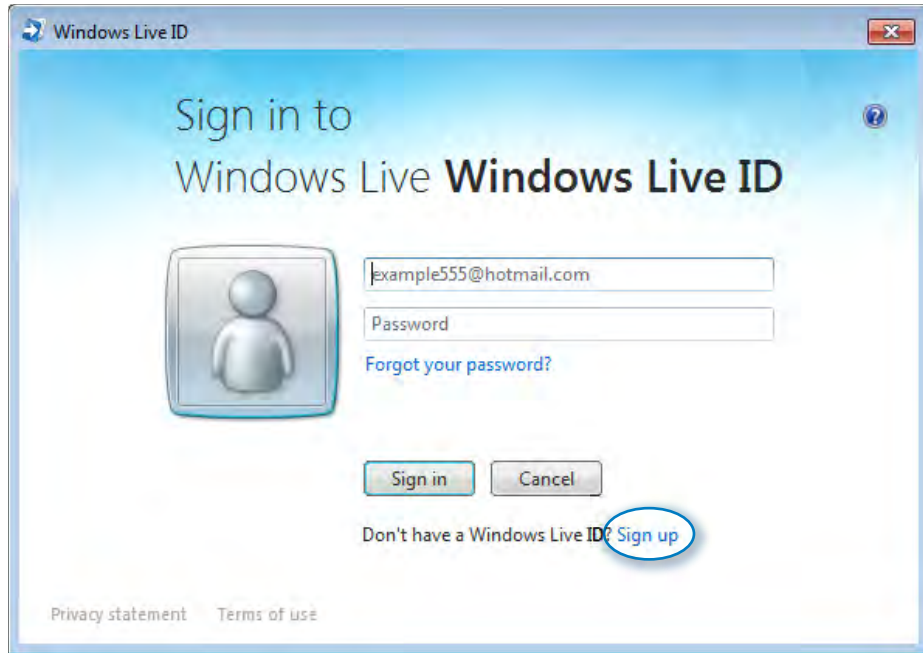 Windows Live ID
Sign in to
Windows Live Windows Live ID
example555@hotmail.com
Password
Forgot your password?
Sign in Cancel
Don't have a Windows Live ID? Sign up
Privacy statement Terms of use